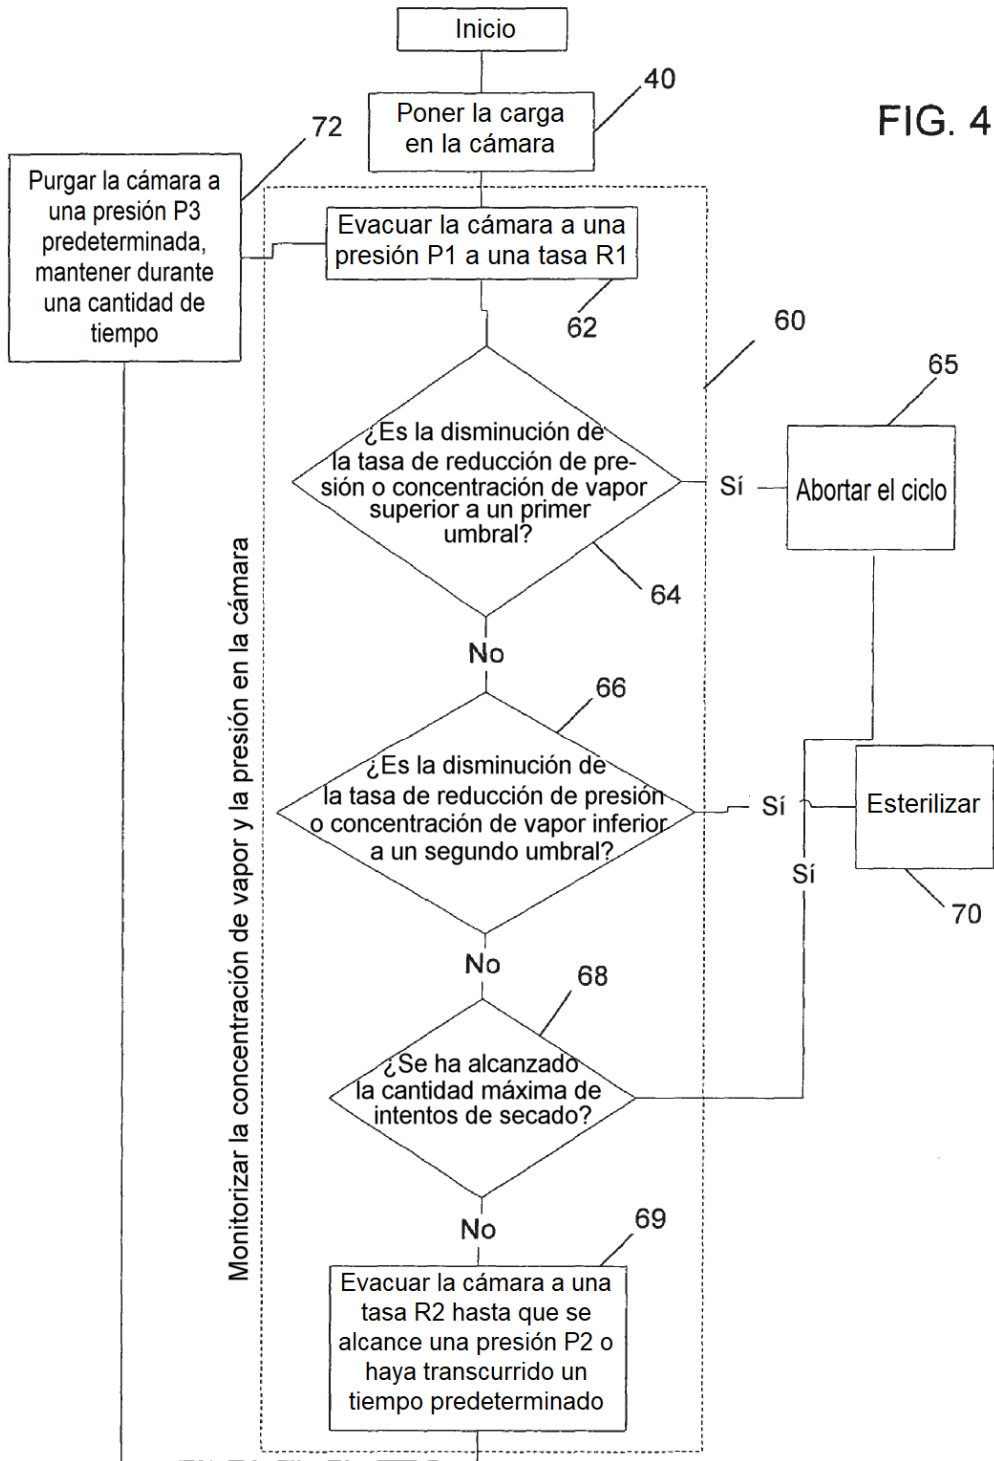 Inicio
40
Poner la carga
en la cámara
FIG. 4
72
Purgar la cámara a
una presión P3
predeterminada,
mantener durante
una cantidad de
tiempo
Evacuar la cámara a una
presión P1 a una tasa R1
62
60
65
¿Es la disminución de
la tasa de reducción de pre-
sión o concentración de vapor
superior a un primer
umbral?
Sí
Abortar el ciclo
64
No
Monitorizar la concentración de vapor y la presión en la cámara
66
¿Es la disminución de
la tasa de reducción de presión
o concentración de vapor inferior
a un segundo umbral?
Sí
Esterilizar
Sí
70
No
68
¿Se ha alcanzado
la cantidad máxima de
intentos de secado?
No
69
Evacuar la cámara a una
tasa R2 hasta que se
alcance una presión P2 o
haya transcurrido un
tiempo predeterminado